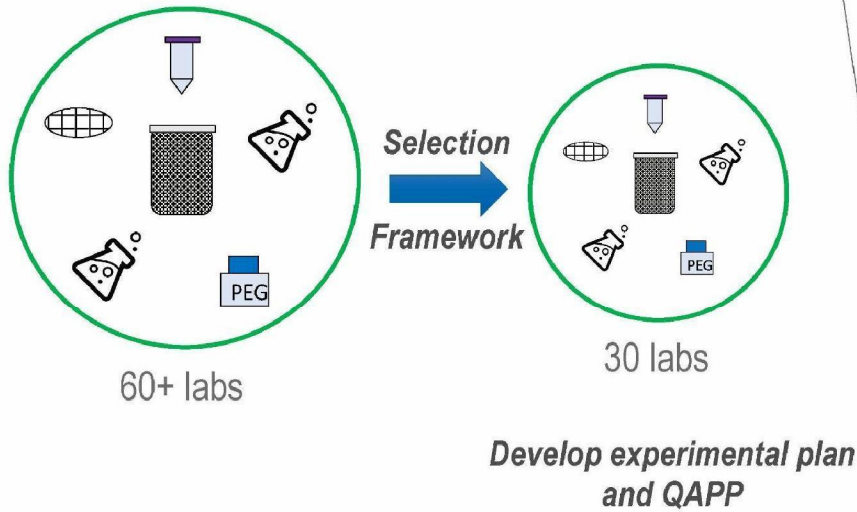 Selection
Framework
PEG
PEG
60+ labs
30 labs
Develop experimental plan
and QAPP